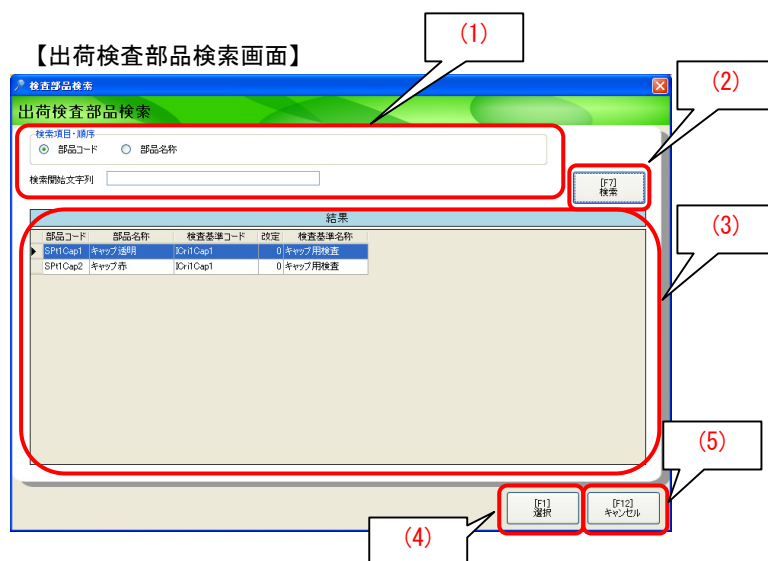 (1)
【出荷検査部品検索画面】
(2)
検査部品検索
出荷検査部品検索
検索項目・順序
部品コード 部品名称
検索開始文字列
[F7]
検索
(3)
結果
部品コード 部品名称 検査基準コード 改定 検査基準名称
SPt1Cap1 キャップ透明 ICri1Cap1 0 キャップ用検査
SPt1Cap2 キャップ赤 ICri1Cap1 0 キャップ用検査
(5)
[F1]
選択
[F12]
キャンセル
(4)